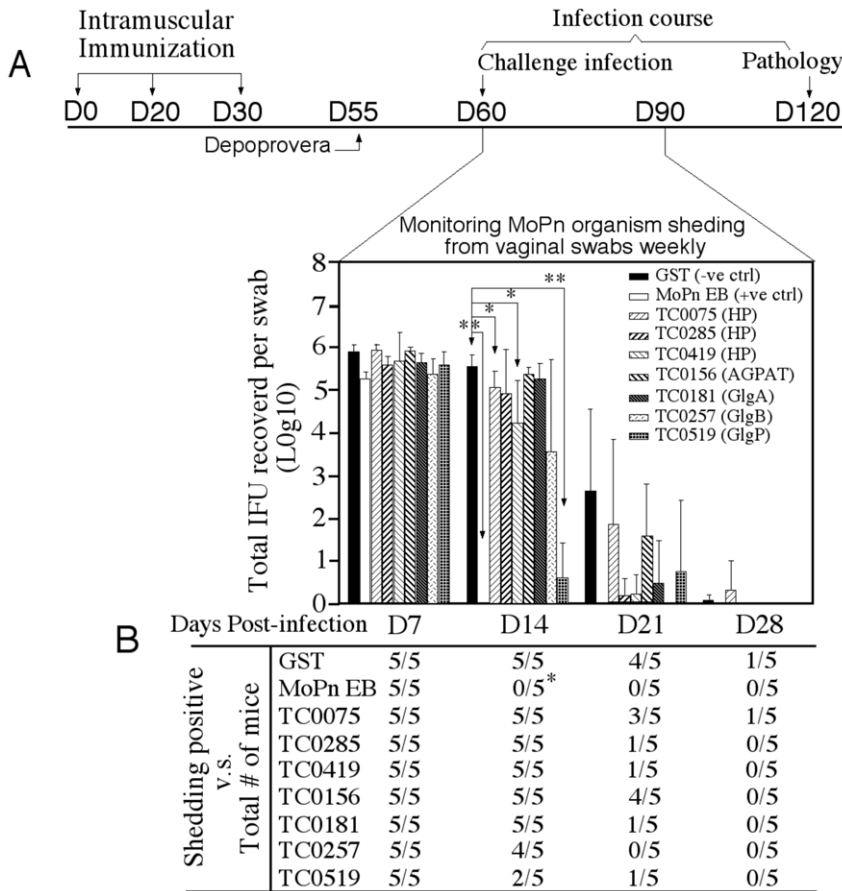 A
Intramuscular
Immunization
Infection course
Challenge infection
Pathology
D0 D20 D30 D55 D60 D90 D120
Depoprovera
Monitoring MoPn organism sheding
from vaginal swabs weekly
Total IFU recoverd per swab
(L0g10)
8
7
6
5
4
3
2
1
0
** * * **
GST (-ve ctrl)
MoPn EB (+ve ctrl)
TC0075 (HP)
TC0285 (HP)
TC0419 (HP)
TC0156 (AGPAT)
TC0181 (GlgA)
TC0257 (GlgB)
TC0519 (GlgP)
B
Days Post-infection D7 D14 D21 D28
Shedding positive
v.s.
Total # of mice
GST 5/5 5/5 4/5 1/5
MoPn EB 5/5 0/5* 0/5 0/5
TC0075 5/5 5/5 3/5 1/5
TC0285 5/5 5/5 1/5 0/5
TC0419 5/5 5/5 1/5 0/5
TC0156 5/5 5/5 4/5 0/5
TC0181 5/5 5/5 1/5 0/5
TC0257 5/5 4/5 0/5 0/5
TC0519 5/5 2/5 1/5 0/5